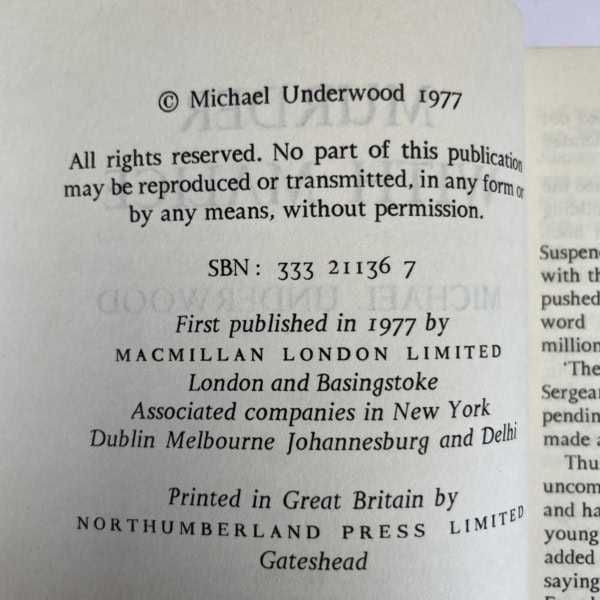 © Michael Underwood 1977
All rights reserved. No part of this publication
may be reproduced or transmitted, in any form or
by any means, without permission.
SBN: 333 21136 7
First published in 1977 by
MACMILLAN LONDON LIMITED
London and Basingstoke
Associated companies in New York
Dublin Melbourne Johannesburg and Delhi
Printed in Great Britain by
NORTHUMBERLAND PRESS LIMITED
Gateshead
Suspen
with th
pushed
word
million
'The
Sergea
pendin
made a
Thu
uncom
and ha
young
added
saying